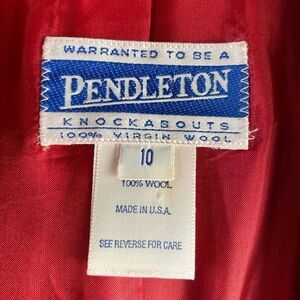 WARRANTED TO BE A
PENDLETON
KNOCKABOUTS
100% VIRGIN WOOL
10
100% WOOL
MADE IN U.S.A.
SEE REVERSE FOR CARE